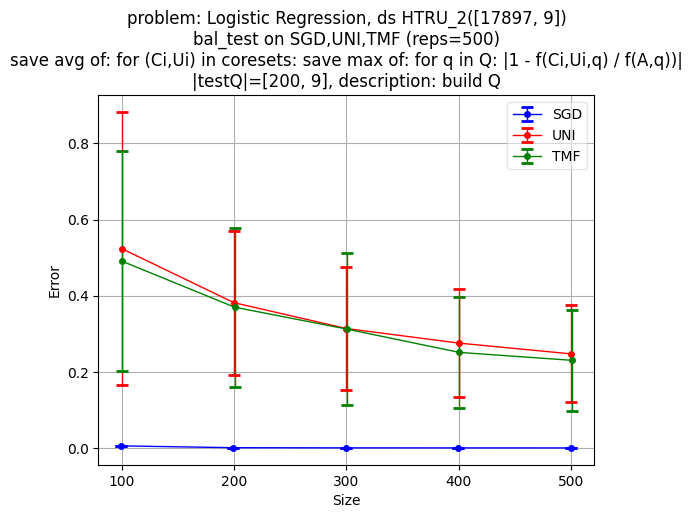 problem: Logistic Regression, ds HTRU_2([17897, 9])
bal_test on SGD,UNI,TMF (reps=500)
save avg of: for (Ci,Ui) in coresets: save max of: for q in Q: |1 - f(Ci,Ui,q) / f(A,q))|
|testQ|=[200, 9], description: build Q
SGD
UNI
TMF
0.8
0.6
0.4
0.2
0.0
Error
100 200 300 400 500
Size